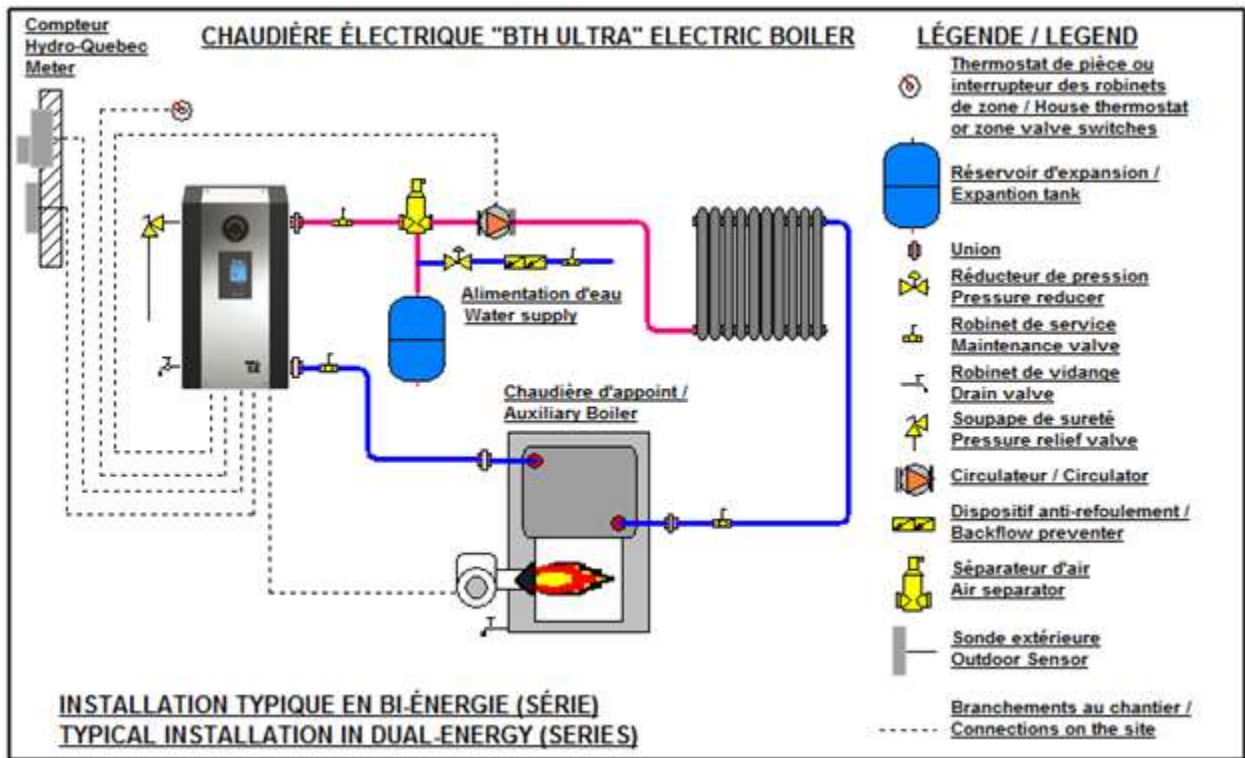 Compteur
Hydro-Quebec
Meter
CHAUDIÈRE ÉLECTRIQUE "BTH ULTRA" ELECTRIC BOILER
Alimentation d'eau
Water supply
Chaudière d'appoint /
Auxiliary Boiler
INSTALLATION TYPIQUE EN BI-ÉNERGIE (SÉRIE)
TYPICAL INSTALLATION IN DUAL-ENERGY (SERIES)
LÉGENDE / LEGEND
Thermostat de pièce ou
interrupteur des robinets
de zone / House thermostat
or zone valve switches
Réservoir d'expansion /
Expantion tank
Union
Réducteur de pression
Pressure reducer
Robinet de service
Maintenance valve
Robinet de vidange
Drain valve
Soupape de sureté
Pressure relief valve
Circulateur / Circulator
Dispositif anti-refoulement /
Backflow preventer
Séparateur d'air
Air separator
Sonde extérieure
Outdoor Sensor
Branchements au chantier /
Connections on the site